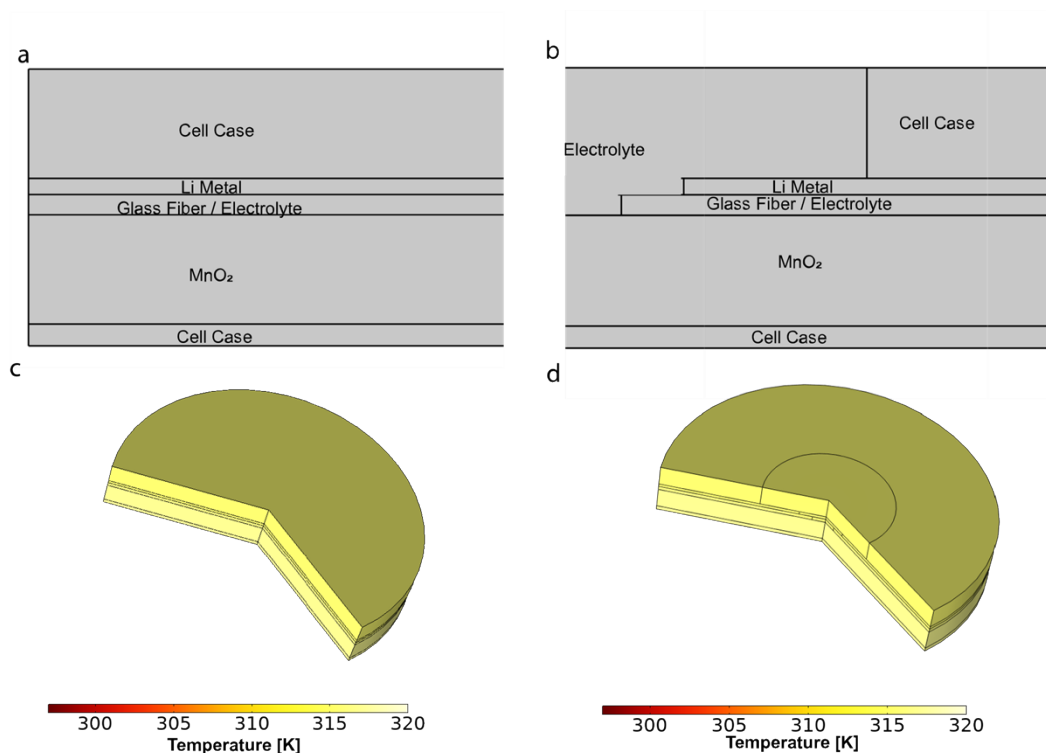 a
Cell Case
Li Metal
Glass Fiber / Electrolyte
MnO₂
Cell Case
b
Cell Case
Electrolyte
Li Metal
Glass Fiber / Electrolyte
MnO₂
Cell Case
c
300 305 310 315 320
Temperature [K]
d
300 305 310 315 320
Temperature [K]